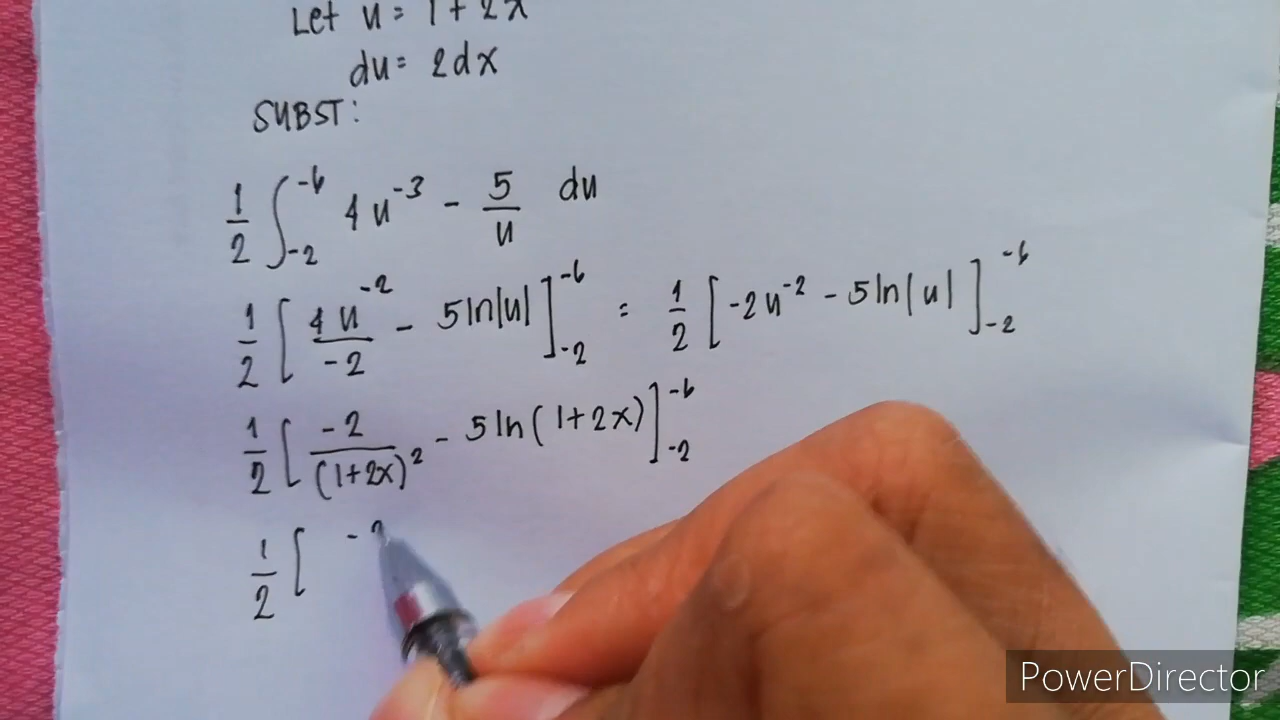 Let u = 1 + 2x
du = 2dx
SUBST:
1/2 ∫_{-2}^{-6} 4u^{-3} - 5/u du
1/2 [ 4u^{-2}/-2 - 5ln|u| ]_{-2}^{-6} = 1/2 [ -2u^{-2} - 5ln|u| ]_{-2}^{-6}
1/2 [ -2/(1+2x)^2 - 5ln(1+2x) ]_{-2}^{-6}
1/2 [ -2
PowerDirector